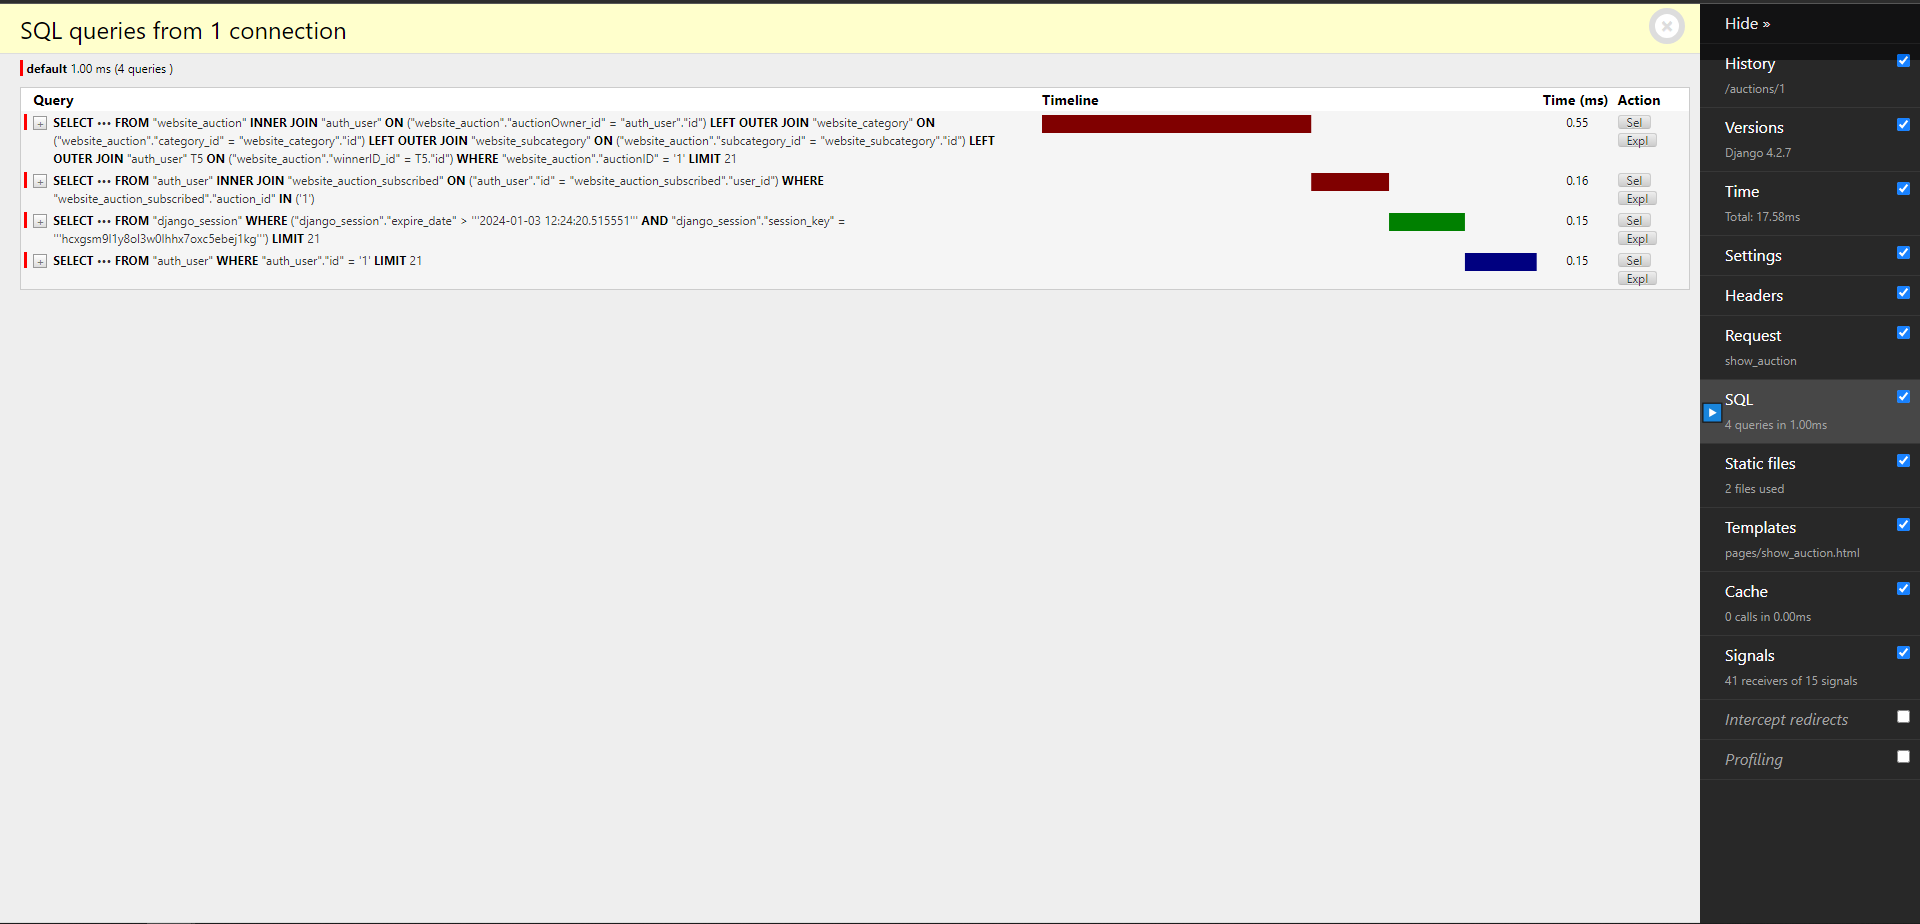 SQL queries from 1 connection
default 1.00 ms (4 queries )
Query Timeline Time (ms) Action
+ SELECT ••• FROM "website_auction" INNER JOIN "auth_user" ON ("website_auction"."auctionOwner_id" = "auth_user"."id") LEFT OUTER JOIN "website_category" ON 0.55 Sel
("website_auction"."category_id" = "website_category"."id") LEFT OUTER JOIN "website_subcategory" ON ("website_auction"."subcategory_id" = "website_subcategory"."id") LEFT Expl
OUTER JOIN "auth_user" T5 ON ("website_auction"."winnerID_id" = T5."id") WHERE "website_auction"."auctionID" = '1' LIMIT 21
+ SELECT ••• FROM "auth_user" INNER JOIN "website_auction_subscribed" ON ("auth_user"."id" = "website_auction_subscribed"."user_id") WHERE 0.16 Sel
"website_auction_subscribed"."auction_id" IN ('1') Expl
+ SELECT ••• FROM "django_session" WHERE ("django_session"."expire_date" > '''2024-01-03 12:24:20.515551''' AND "django_session"."session_key" = 0.15 Sel
'''hcxgsm9l1y8ol3w0lhhx7oxc5ebej1kg''') LIMIT 21 Expl
+ SELECT ••• FROM "auth_user" WHERE "auth_user"."id" = '1' LIMIT 21 0.15 Sel
Expl
Hide »
History
/auctions/1
Versions
Django 4.2.7
Time
Total: 17.58ms
Settings
Headers
Request
show_auction
SQL
4 queries in 1.00ms
Static files
2 files used
Templates
pages/show_auction.html
Cache
0 calls in 0.00ms
Signals
41 receivers of 15 signals
Intercept redirects
Profiling